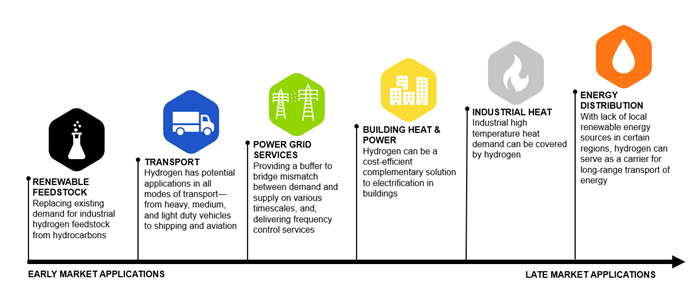 RENEWABLE
FEEDSTOCK
Replacing existing
demand for industrial
hydrogen feedstock
from hydrocarbons
TRANSPORT
Hydrogen has potential
applications in all
modes of transport—
from heavy, medium,
and light duty vehicles
to shipping and aviation
POWER GRID
SERVICES
Providing a buffer to
bridge mismatch
between demand and
supply on various
timescales, and,
delivering frequency
control services
BUILDING HEAT &
POWER
Hydrogen can be a
cost-efficient
complementary solution
to electrification in
buildings
INDUSTRIAL HEAT
Industrial high
temperature heat
demand can be covered
by hydrogen
ENERGY
DISTRIBUTION
With lack of local
renewable energy
sources in certain
regions, hydrogen can
serve as a carrier for
long-range transport of
energy
EARLY MARKET APPLICATIONS
LATE MARKET APPLICATIONS